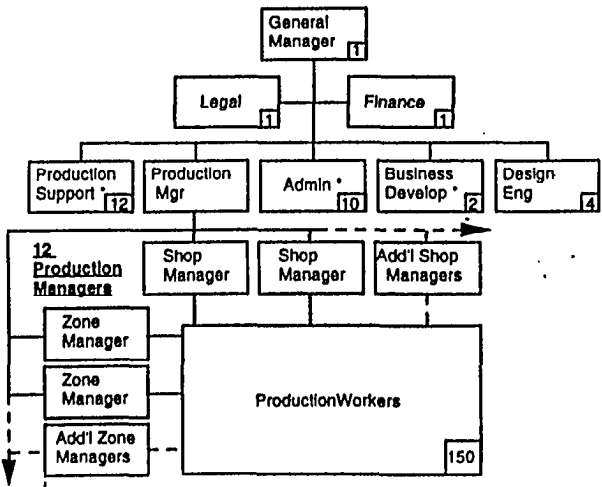 General
Manager
1
Legal
1
Finance
1
Production
Support *
12
Production
Mgr
Admin *
10
Business
Develop *
2
Design
Eng
4
12
Production
Managers
Shop
Manager
Shop
Manager
Add'l Shop
Managers
Zone
Manager
Zone
Manager
Add'l Zone
Managers
ProductionWorkers
150